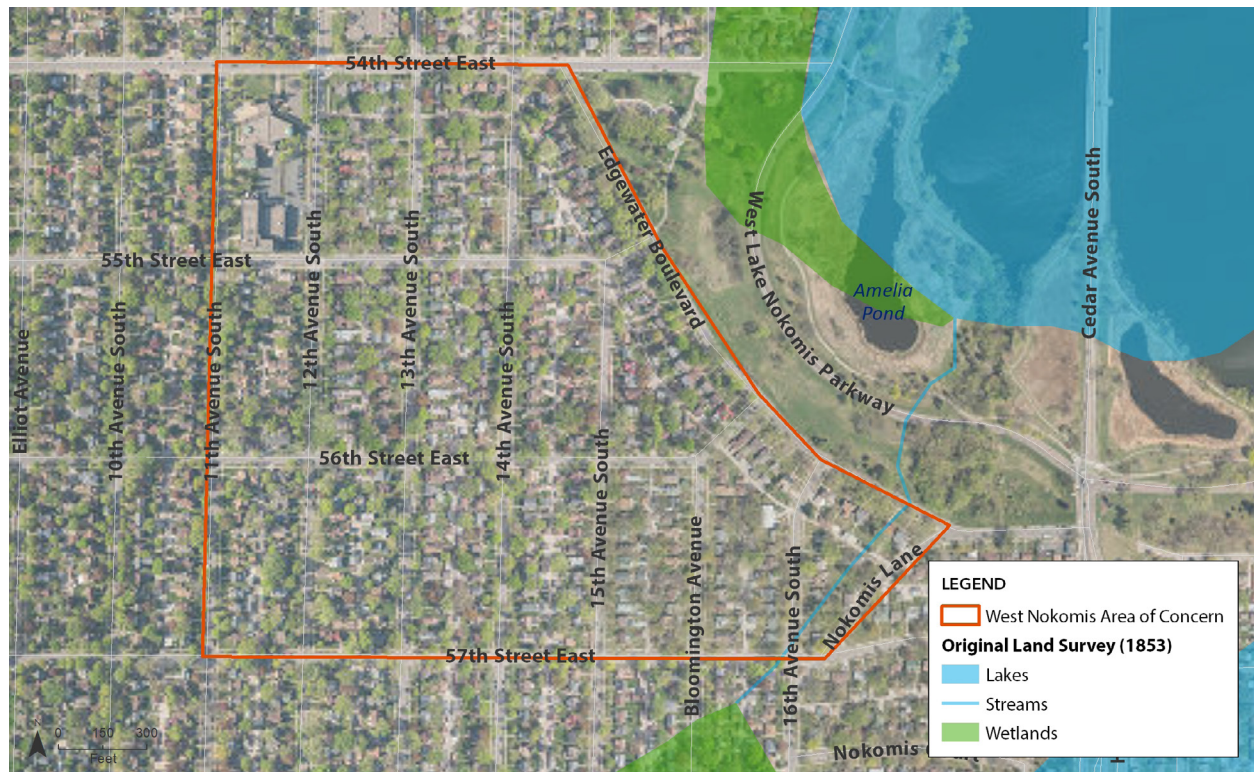 54th Street East
Edgewater Boulevard
West Lake Nokomis Parkway
Cedar Avenue South
Amelia
Pond
55th Street East
Elliot Avenue
10th Avenue South
11th Avenue South
12th Avenue South
13th Avenue South
14th Avenue South
15th Avenue South
56th Street East
Bloomington Avenue
16th Avenue South
Nokomis Lane
57th Street East
Nokomis
LEGEND
West Nokomis Area of Concern
Original Land Survey (1853)
Lakes
Streams
Wetlands
N
0 150 300
Feet